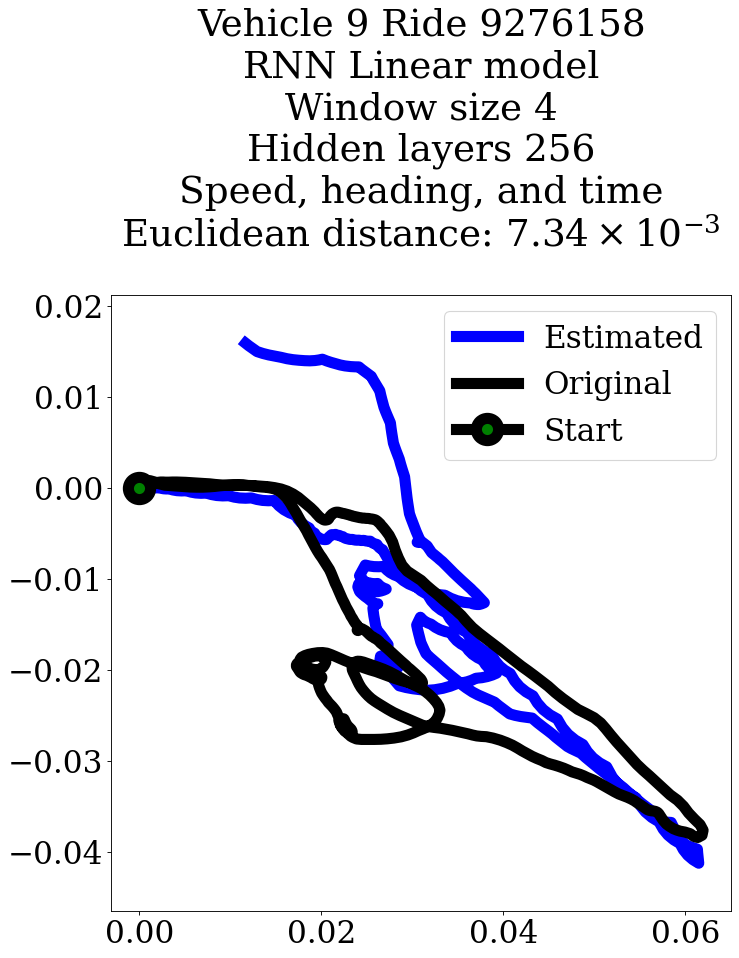 Vehicle 9 Ride 9276158
RNN Linear model
Window size 4
Hidden layers 256
Speed, heading, and time
Euclidean distance: $7.34 \times 10^{-3}$
Estimated
Original
Start
0.02
0.01
0.00
−0.01
−0.02
−0.03
−0.04
0.00 0.02 0.04 0.06